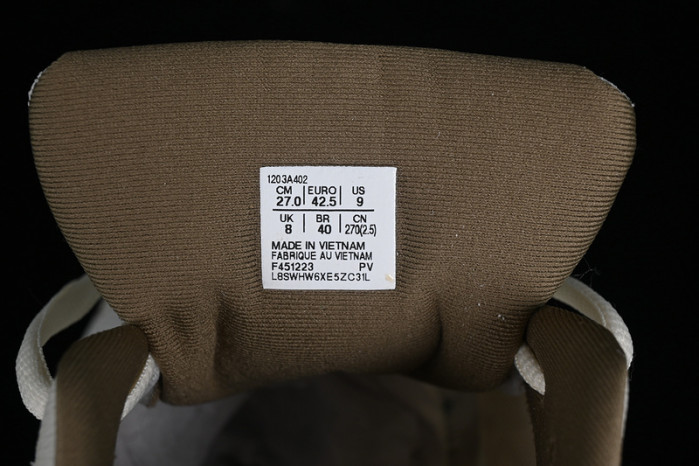 1203A402
CM EURO US
27.0 42.5 9
UK BR CN
8 40 270(2.5)
MADE IN VIETNAM
FABRIQUE AU VIETNAM
F451223 PV
L8SWHW6XE5ZC31L